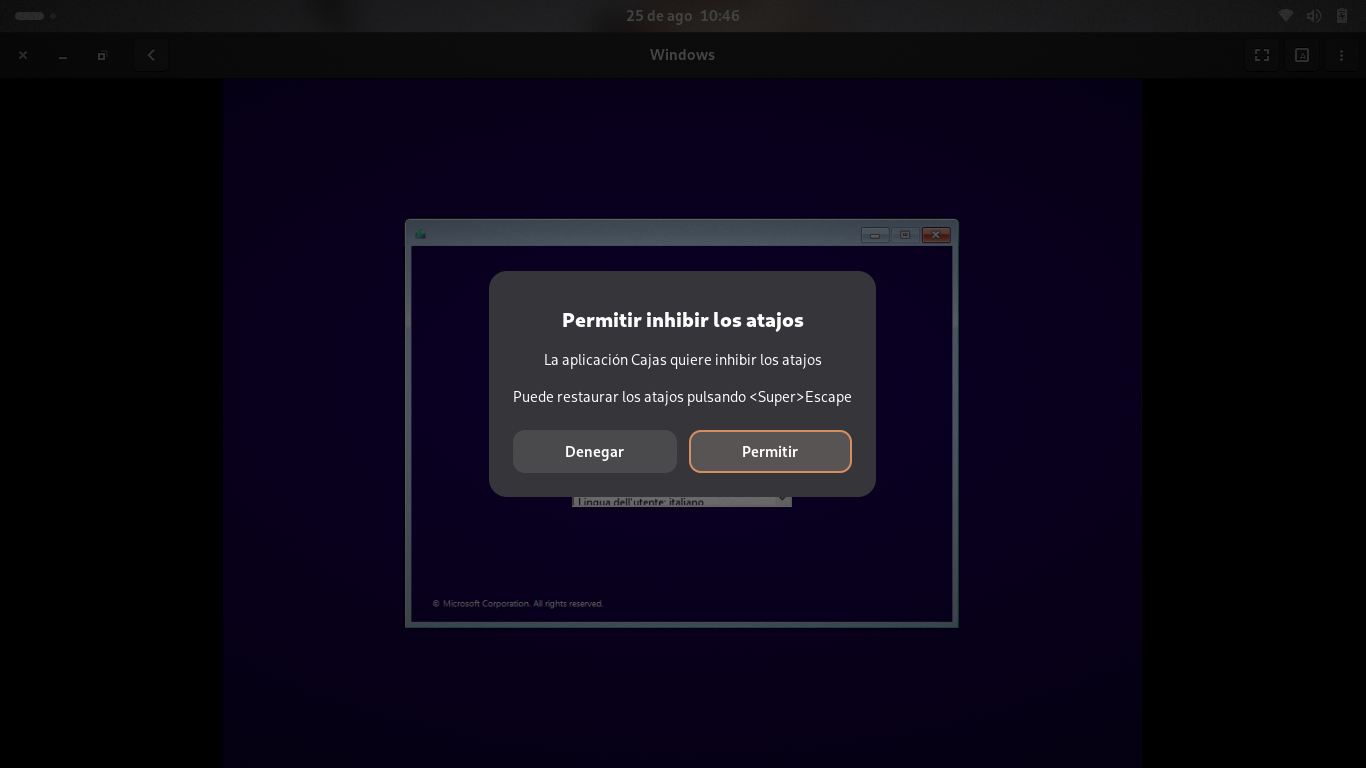 25 de ago 10:46
Windows
Permitir inhibir los atajos
La aplicación Cajas quiere inhibir los atajos
Puede restaurar los atajos pulsando <Super>Escape
Denegar
Permitir
Lingua dell'utente: italiano
© Microsoft Corporation. All rights reserved.